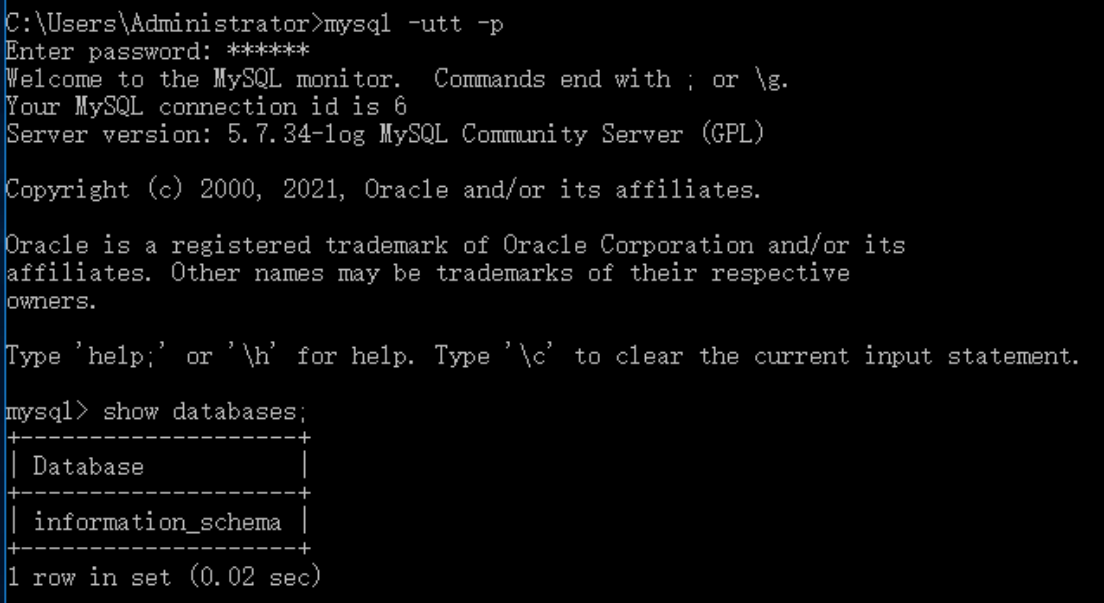 C:\Users\Administrator>mysql -utt -p
Enter password: ******
Welcome to the MySQL monitor.  Commands end with ; or \g.
Your MySQL connection id is 6
Server version: 5.7.34-log MySQL Community Server (GPL)
Copyright (c) 2000, 2021, Oracle and/or its affiliates.
Oracle is a registered trademark of Oracle Corporation and/or its
affiliates. Other names may be trademarks of their respective
owners.
Type 'help;' or '\h' for help. Type '\c' to clear the current input statement.
mysql> show databases;
+--------------------+
| Database           |
+--------------------+
| information_schema |
+--------------------+
1 row in set (0.02 sec)